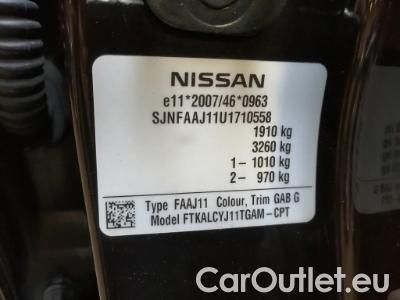 NISSAN
e11*2007/46*0963
SJNFAAJ11U1710558
1910 kg
3260 kg
1- 1010 kg
2- 970 kg
Type FAAJ11 Colour, Trim GAB G
Model FTKALCYJ11TGAM-CPT
CarOutlet.eu